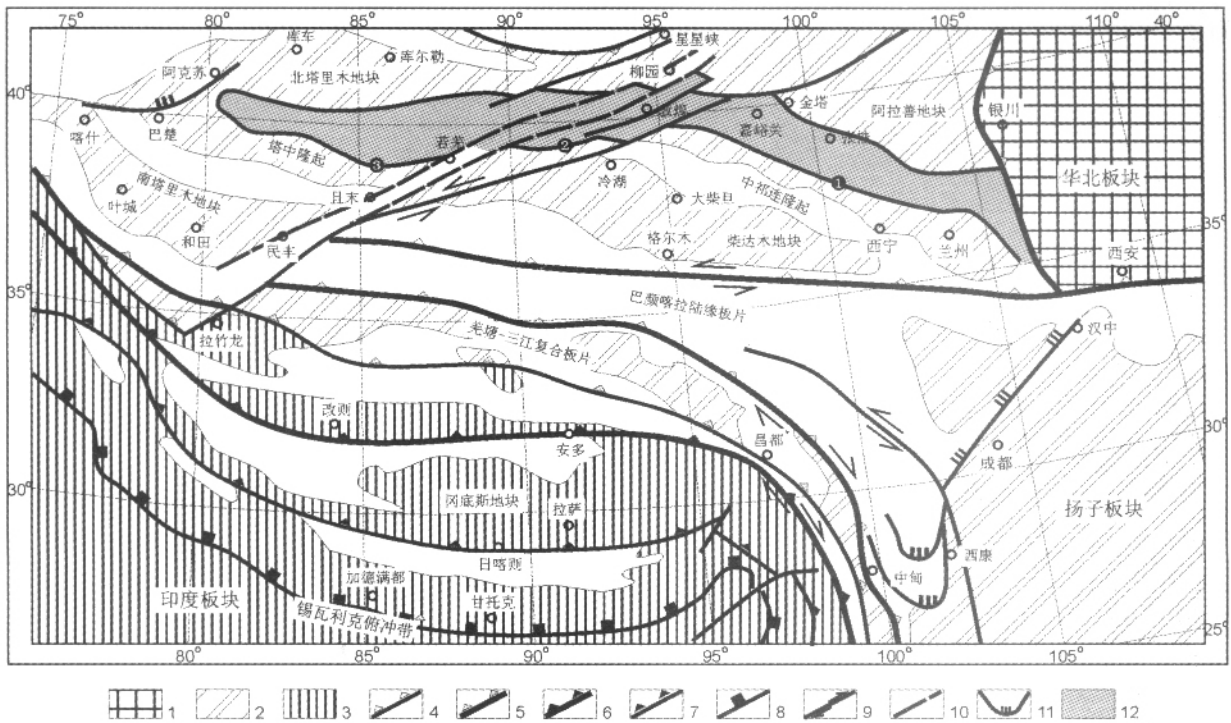 75° 80° 85° 90° 95° 100° 105° 110° 40°
星星峡
库车
库尔勒
柳园
阿克苏
北塔里木地块
40°
金塔
阿拉善地块
银川
喀什
巴楚
敦煌
嘉峪关
张掖
若羌
②
塔中隆起
③
华北板块
冷湖
中祁连隆起
①
南塔里木地块
叶城
且末
大柴旦
35°
和田
民丰
格尔木
柴达木地块
西宁
兰州
西安
35°
巴颜喀拉陆缘板片
拉竹龙
羌塘-三江复合板片
汉中
改则
安多
昌都
30°
成都
30°
冈底斯地块
拉萨
扬子板块
日喀则
西康
加德满都
中甸
印度板块
甘托克
锡瓦利克俯冲带
25°
80° 85° 90° 95° 100° 105°
1 2 3 4 5 6 7 8 9 10 11 12